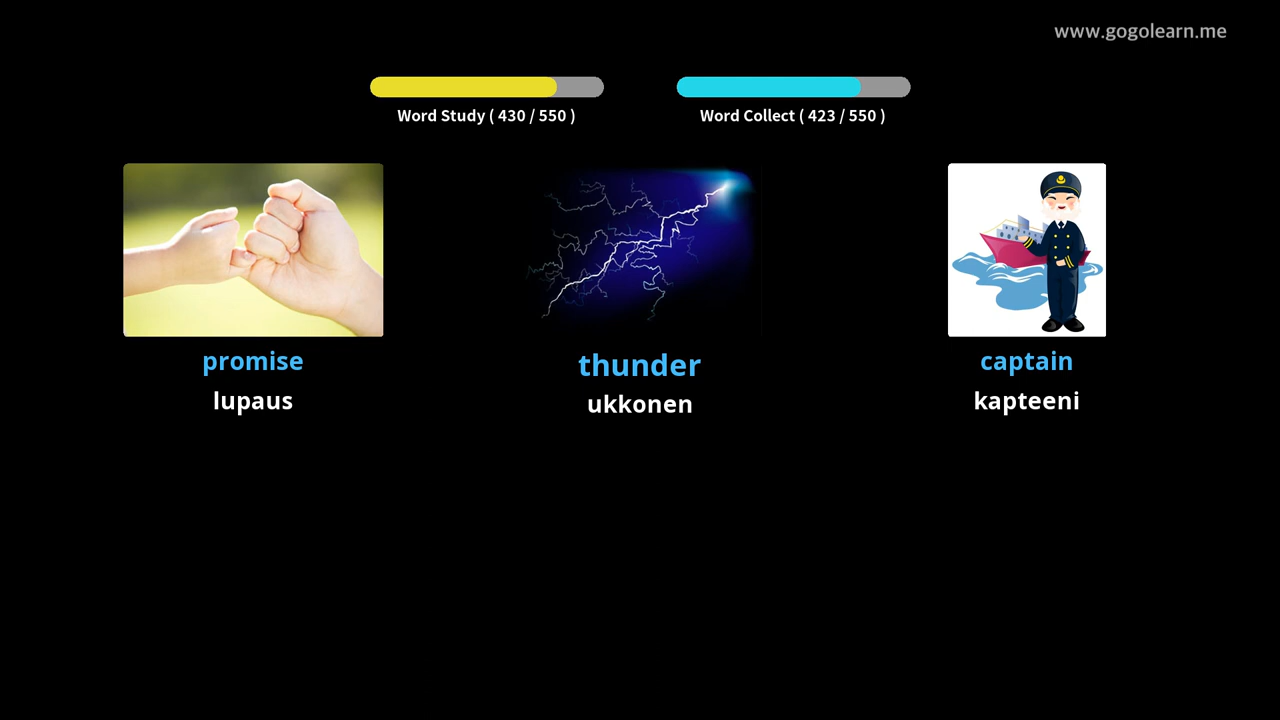 www.gogolearn.me
Word Study ( 430 / 550 )
Word Collect ( 423 / 550 )
promise
lupaus
thunder
ukkonen
captain
kapteeni